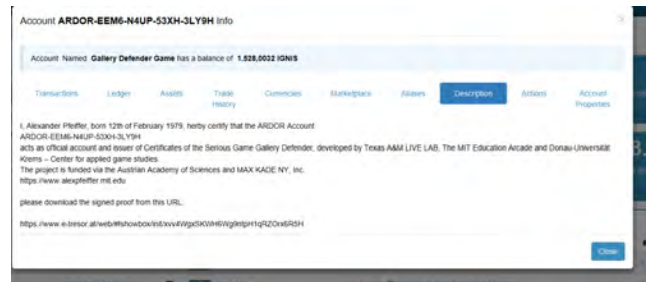 Account ARDOR-EEM6-N4UP-53XH-3LY9H Info
Account Named Gallery Defender Game has a balance of 1.528,0032 IGNIS
Transactions Ledger Assets Trade History Currencies Marketplace Aliases Description Actions Account Properties
I, Alexander Pfeiffer, born 12th of February 1979, herby certify that the ARDOR Account
ARDOR-EEM6-N4UP-53XH-3LY9H
acts as official account and issuer of Certificates of the Serious Game Gallery Defender, developed by Texas A&M LIVE LAB, The MIT Education Arcade and Donau-Universität
Krems – Center for applied game studies
The project is funded via the Austrian Academy of Sciences and MAX KADE NY, Inc.
https://www.alexpfeiffer.mit.edu
please download the signed proof from this URL:
Close